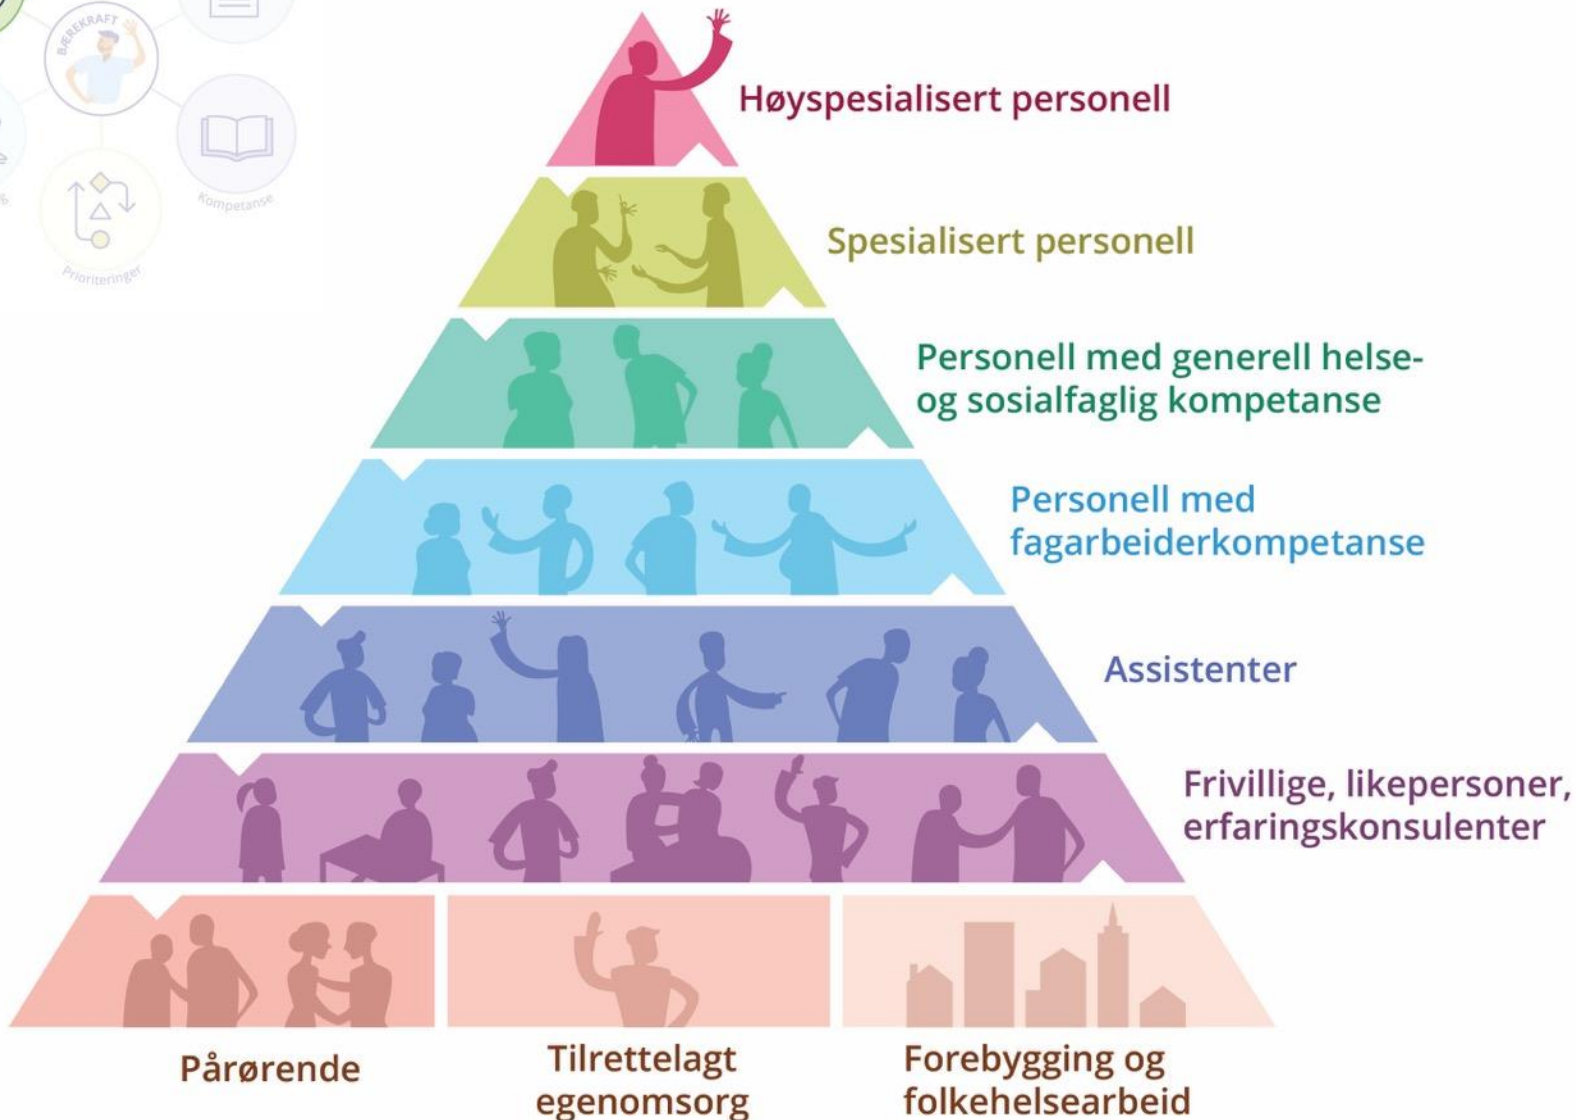 BÆREKRAFT
Kompetanse
Prioriteringer
Høyspesialisert personell
Spesialisert personell
Personell med generell helse-
og sosialfaglig kompetanse
Personell med
fagarbeiderkompetanse
Assistenter
Frivillige, likepersoner,
erfaringskonsulenter
Pårørende
Tilrettelagt
egenomsorg
Forebygging og
folkehelsearbeid